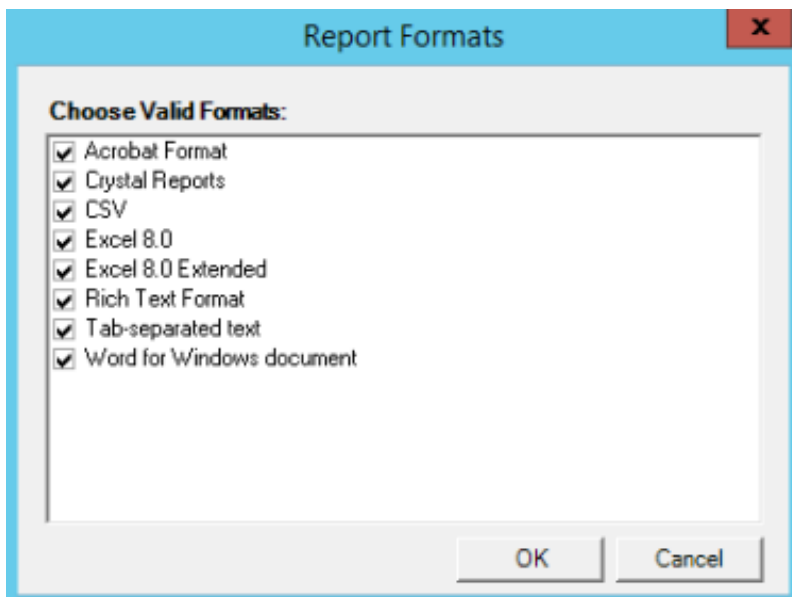 Report Formats
x
Choose Valid Formats:
Acrobat Format
Crystal Reports
CSV
Excel 8.0
Excel 8.0 Extended
Rich Text Format
Tab-separated text
Word for Windows document
OK Cancel